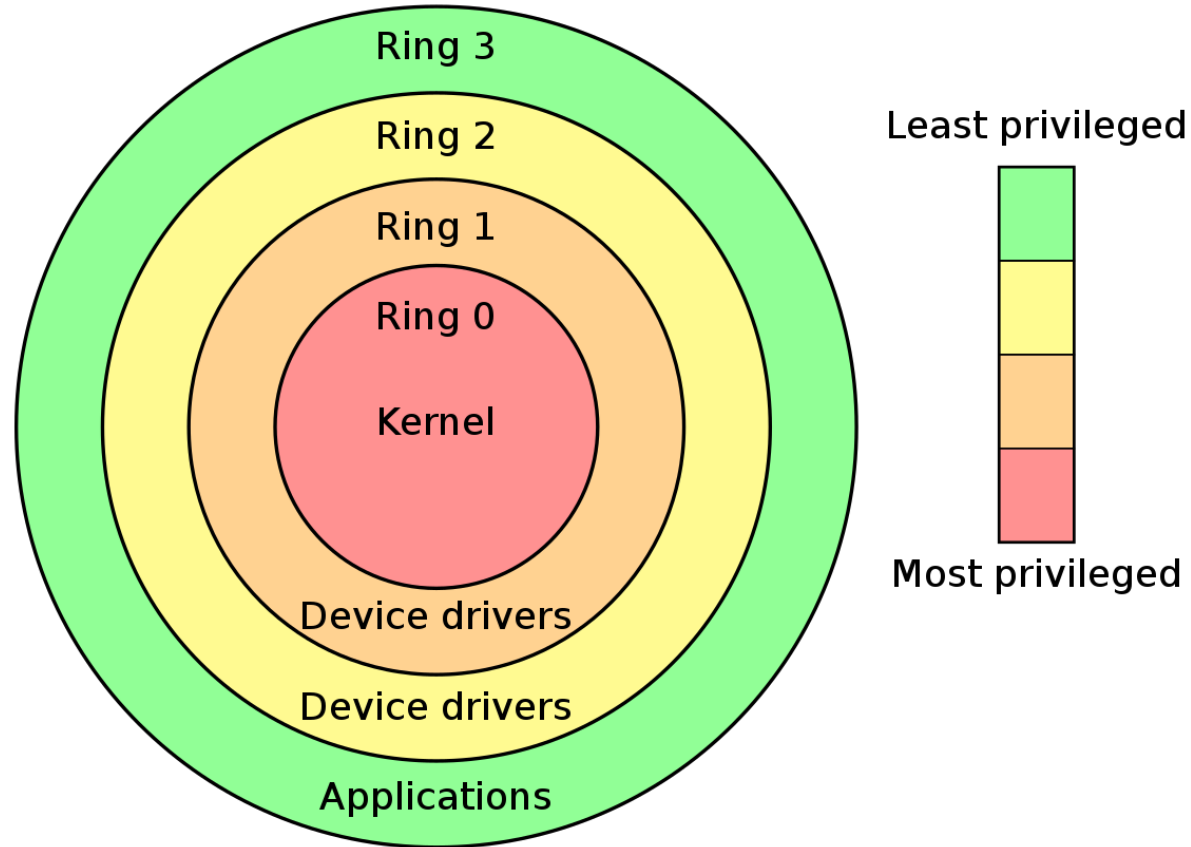 Ring 3
Ring 2
Ring 1
Ring 0
Kernel
Device drivers
Device drivers
Applications
Least privileged
Most privileged